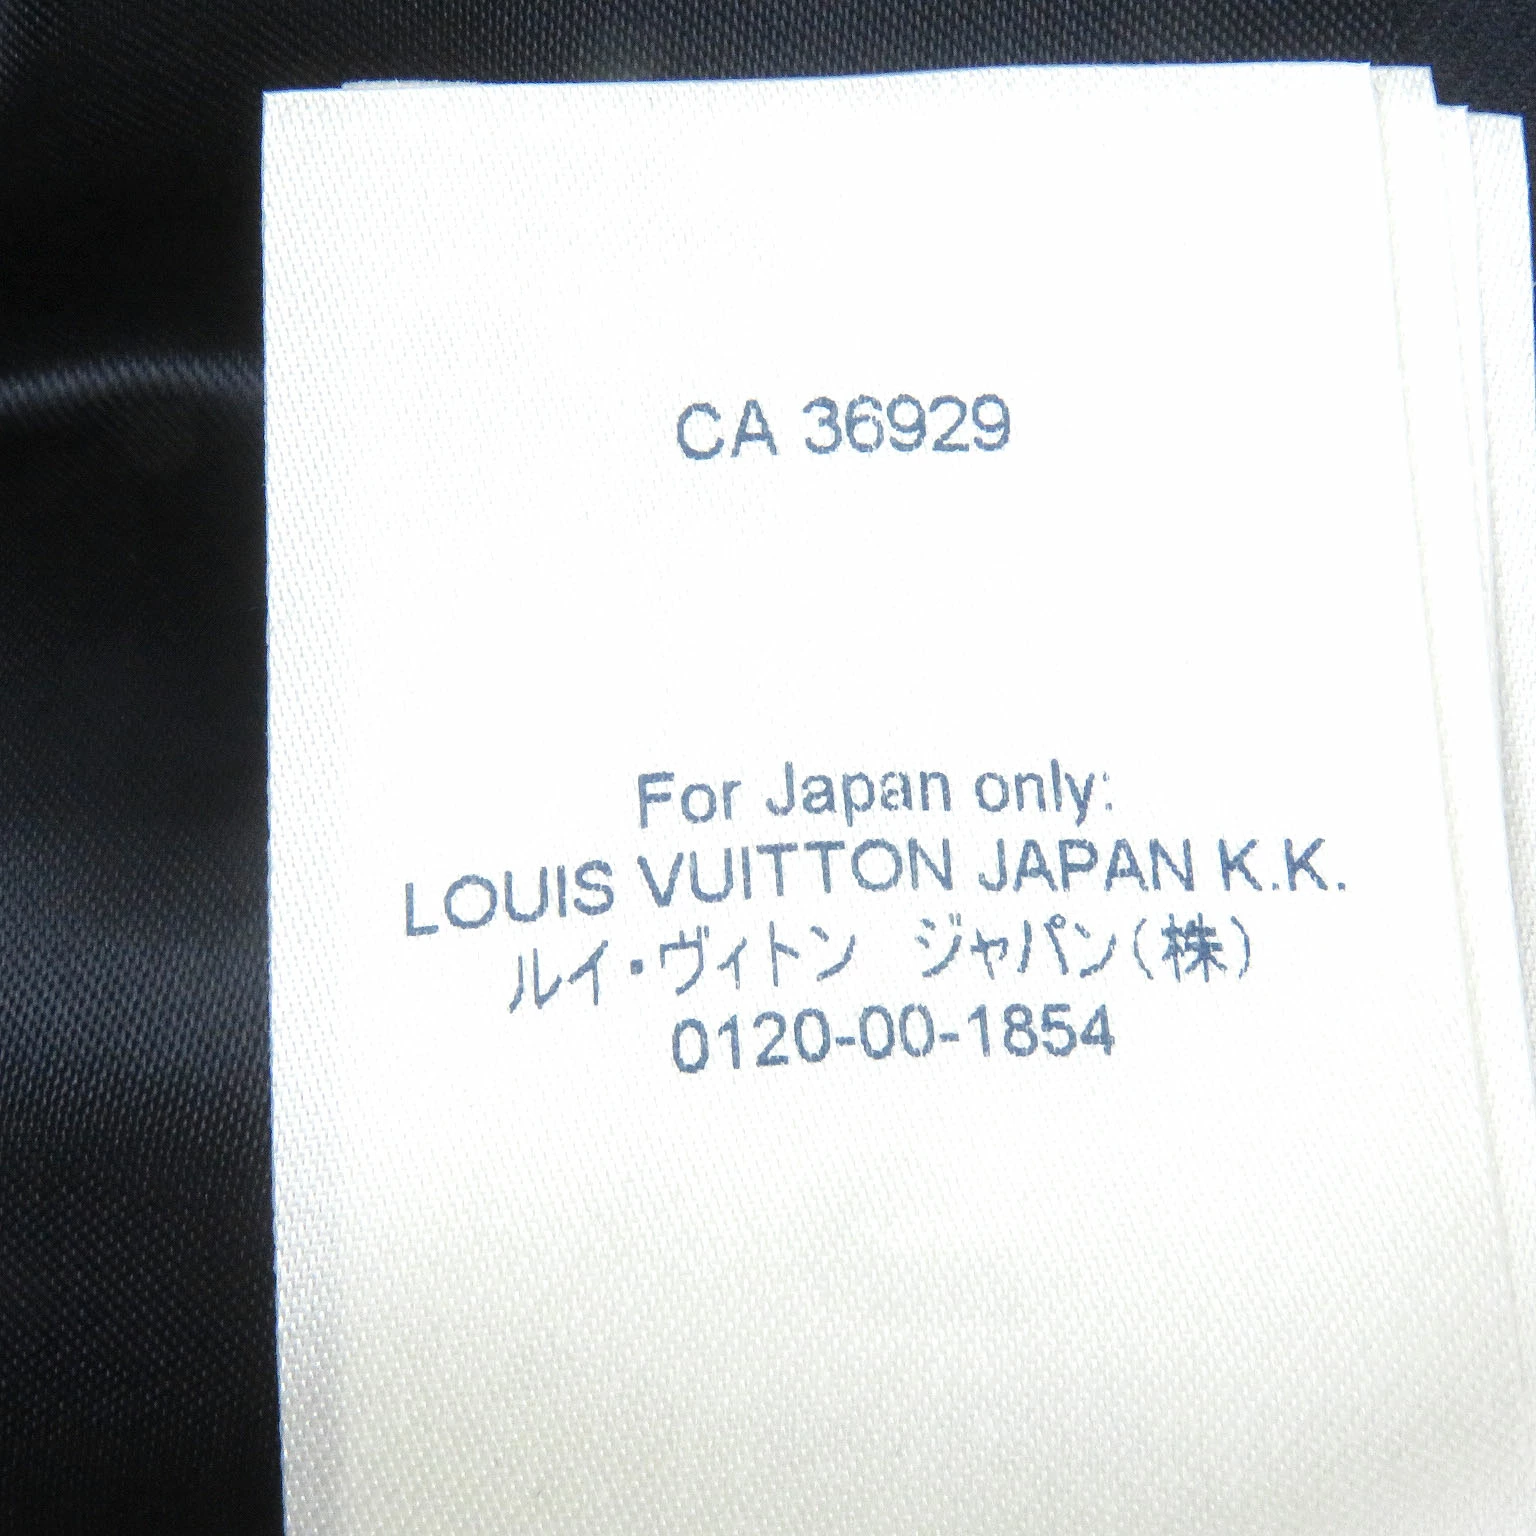 CA 36929
For Japan only:
LOUIS VUITTON JAPAN K.K.
ルイ・ヴィトン　ジャパン(株)
0120-00-1854